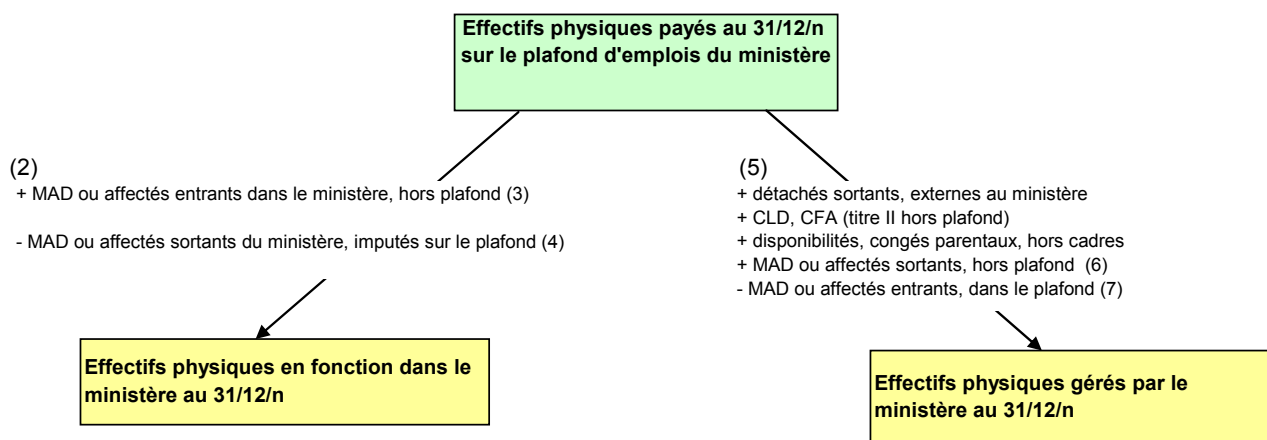 Effectifs physiques payés au 31/12/n
sur le plafond d'emplois du ministère
(2)
+ MAD ou affectés entrants dans le ministère, hors plafond (3)
- MAD ou affectés sortants du ministère, imputés sur le plafond (4)
(5)
+ détachés sortants, externes au ministère
+ CLD, CFA (titre II hors plafond)
+ disponibilités, congés parentaux, hors cadres
+ MAD ou affectés sortants, hors plafond (6)
- MAD ou affectés entrants, dans le plafond (7)
Effectifs physiques en fonction dans le
ministère au 31/12/n
Effectifs physiques gérés par le
ministère au 31/12/n